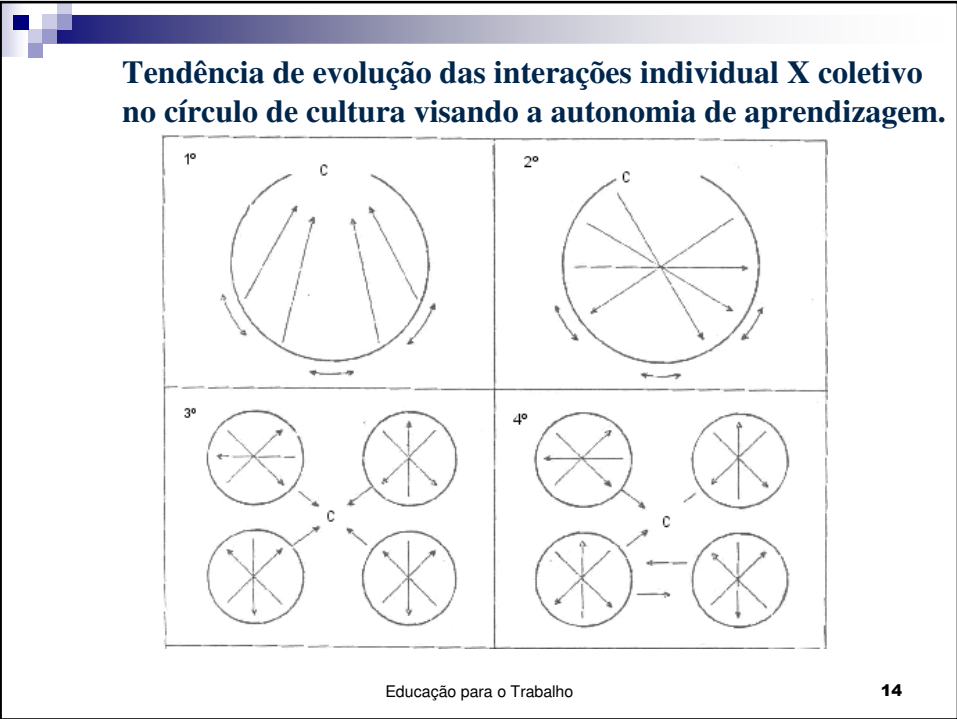 Tendência de evolução das interações individual X coletivo
no círculo de cultura visando a autonomia de aprendizagem.
1º
C
2º
C
3º
C
4º
C
Educação para o Trabalho
14